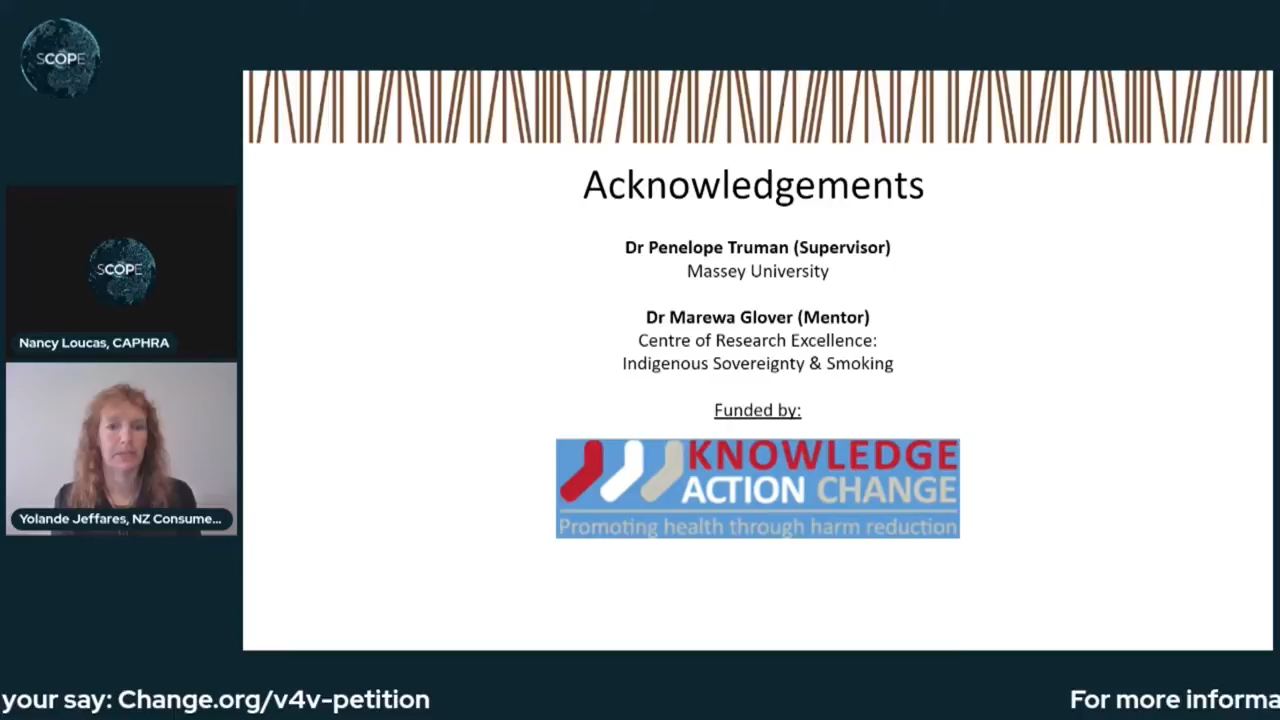 SCOPE
Acknowledgements
Dr Penelope Truman (Supervisor)
Massey University
Dr Marewa Glover (Mentor)
Centre of Research Excellence:
Indigenous Sovereignty & Smoking
Funded by:
KNOWLEDGE
ACTION CHANGE
Promoting health through harm reduction
SCOPE
Nancy Loucas, CAPHRA
Yolande Jeffares, NZ Consume...
your say: Change.org/v4v-petition
For more informa